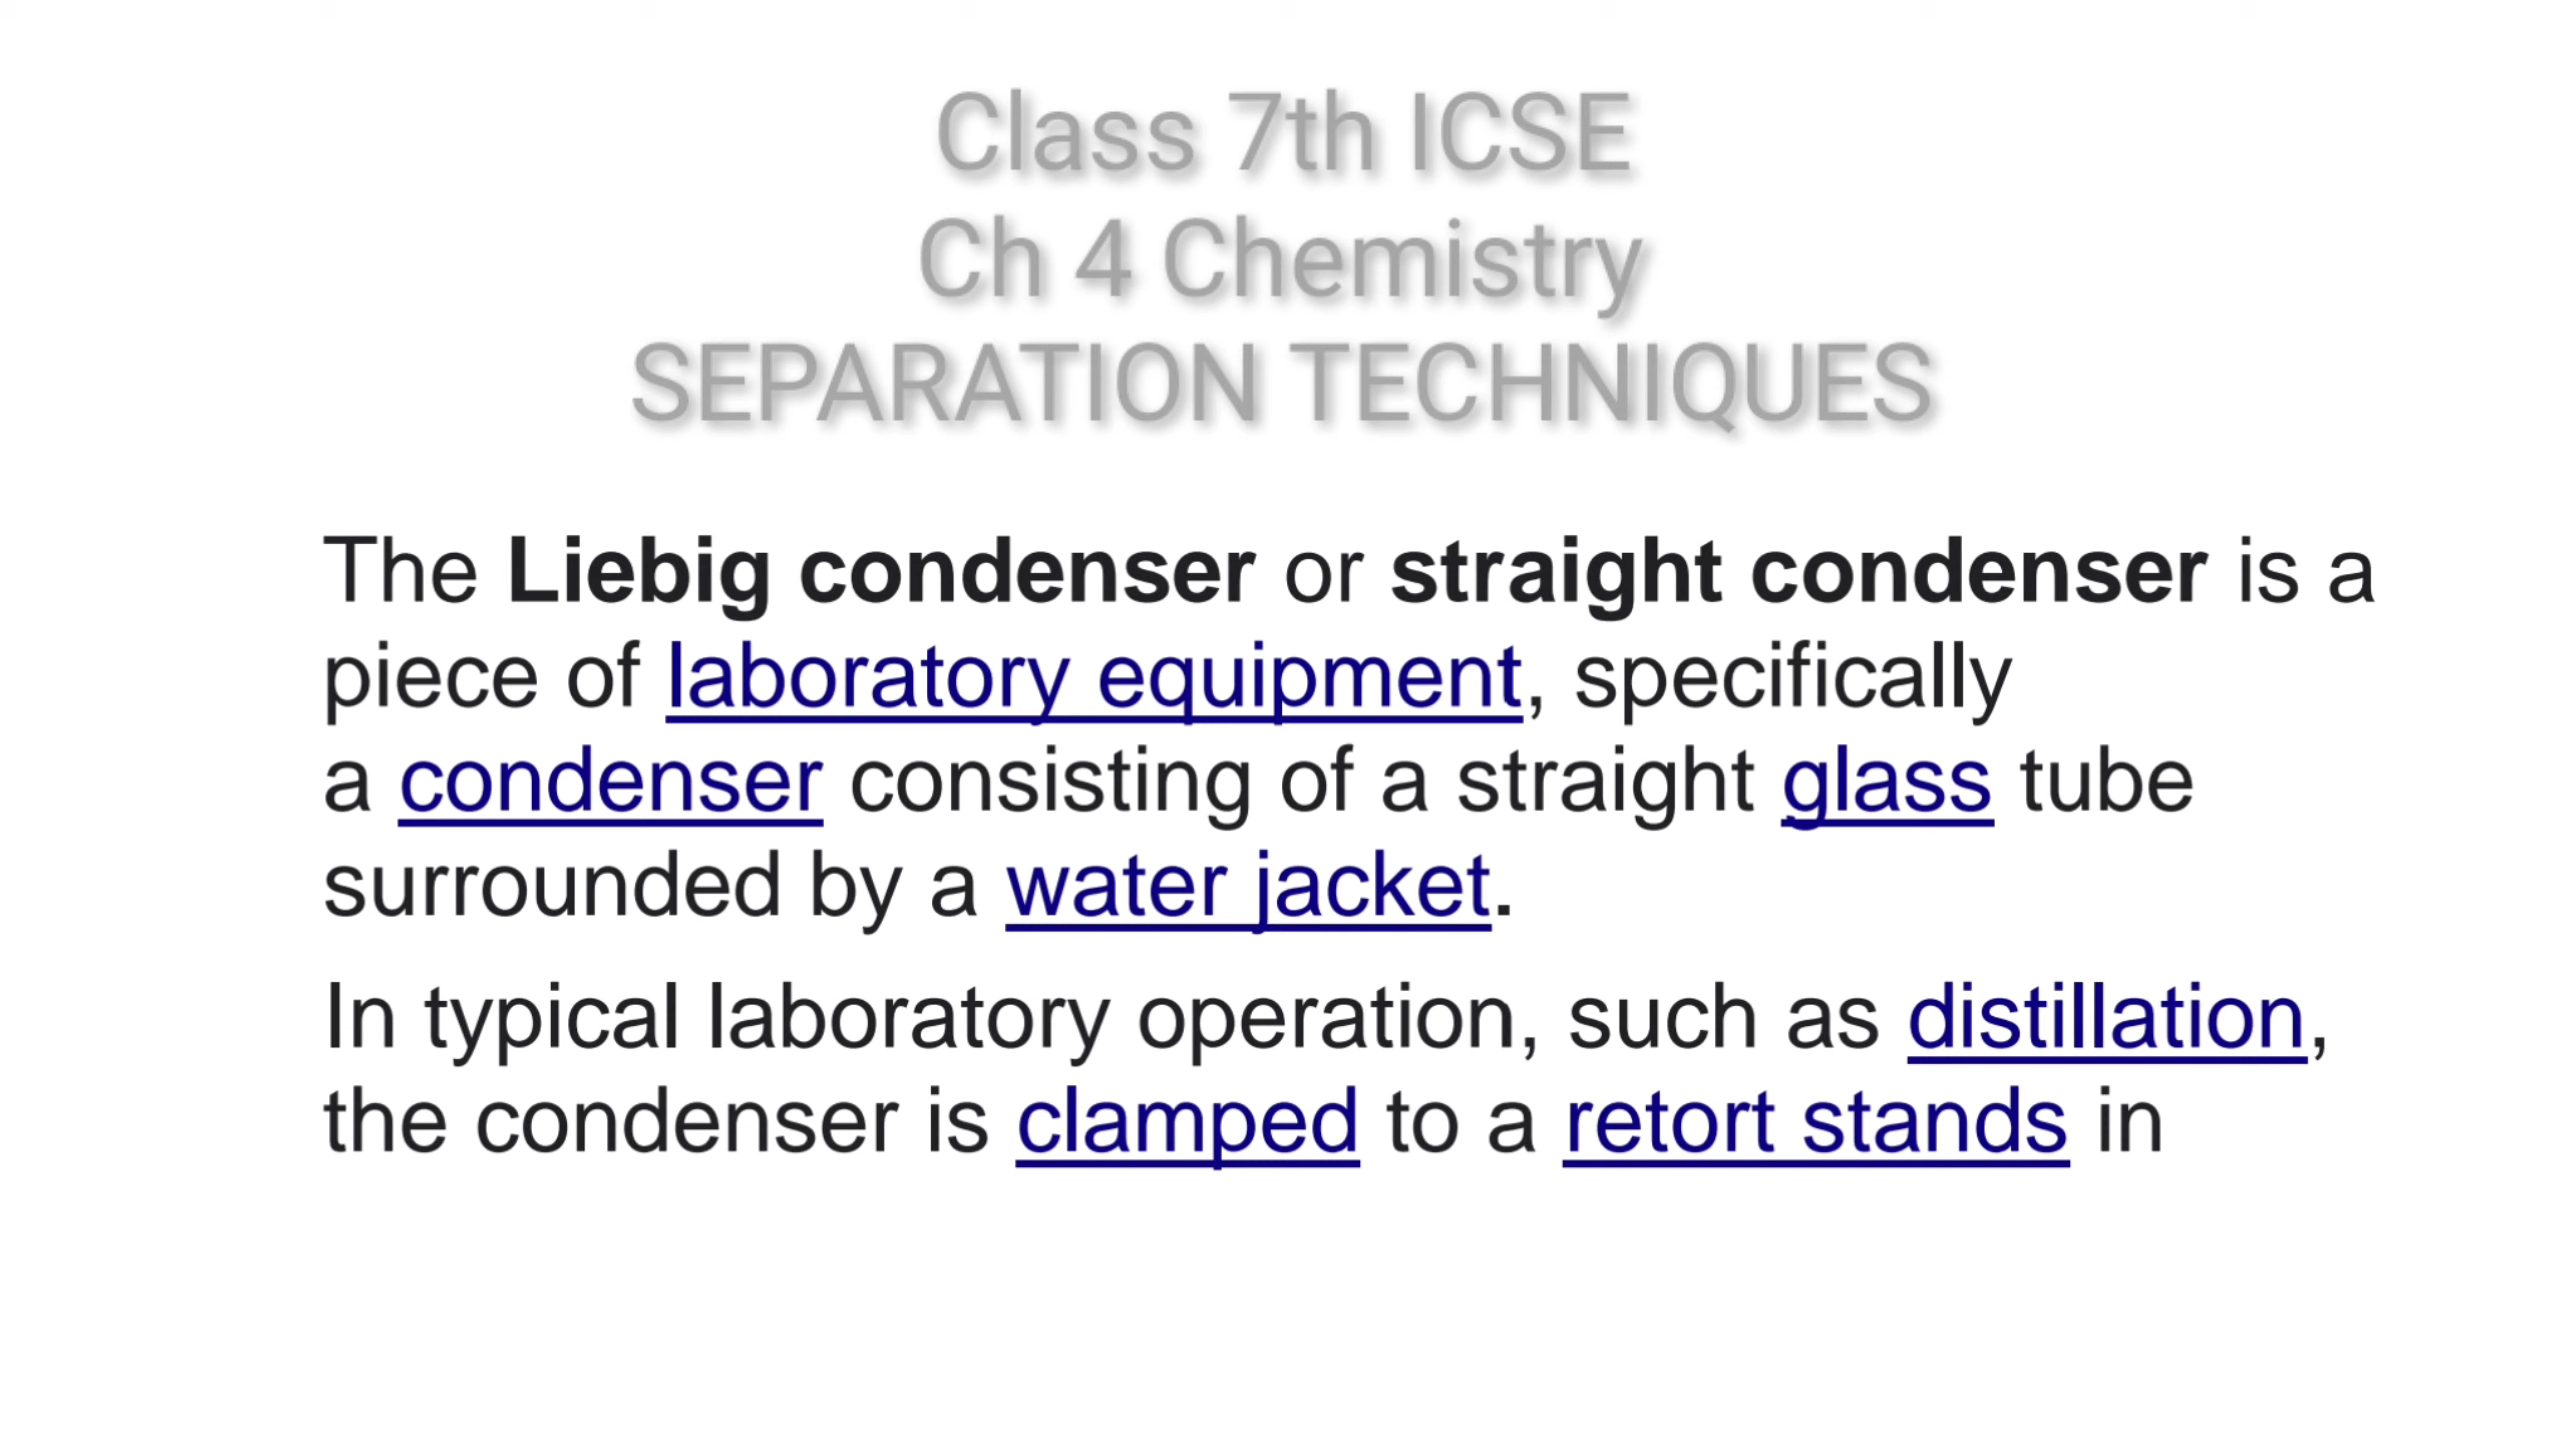 Class 7th ICSE
Ch 4 Chemistry
SEPARATION TECHNIQUES
The Liebig condenser or straight condenser is a
piece of laboratory equipment, specifically
a condenser consisting of a straight glass tube
surrounded by a water jacket.
In typical laboratory operation, such as distillation,
the condenser is clamped to a retort stands in